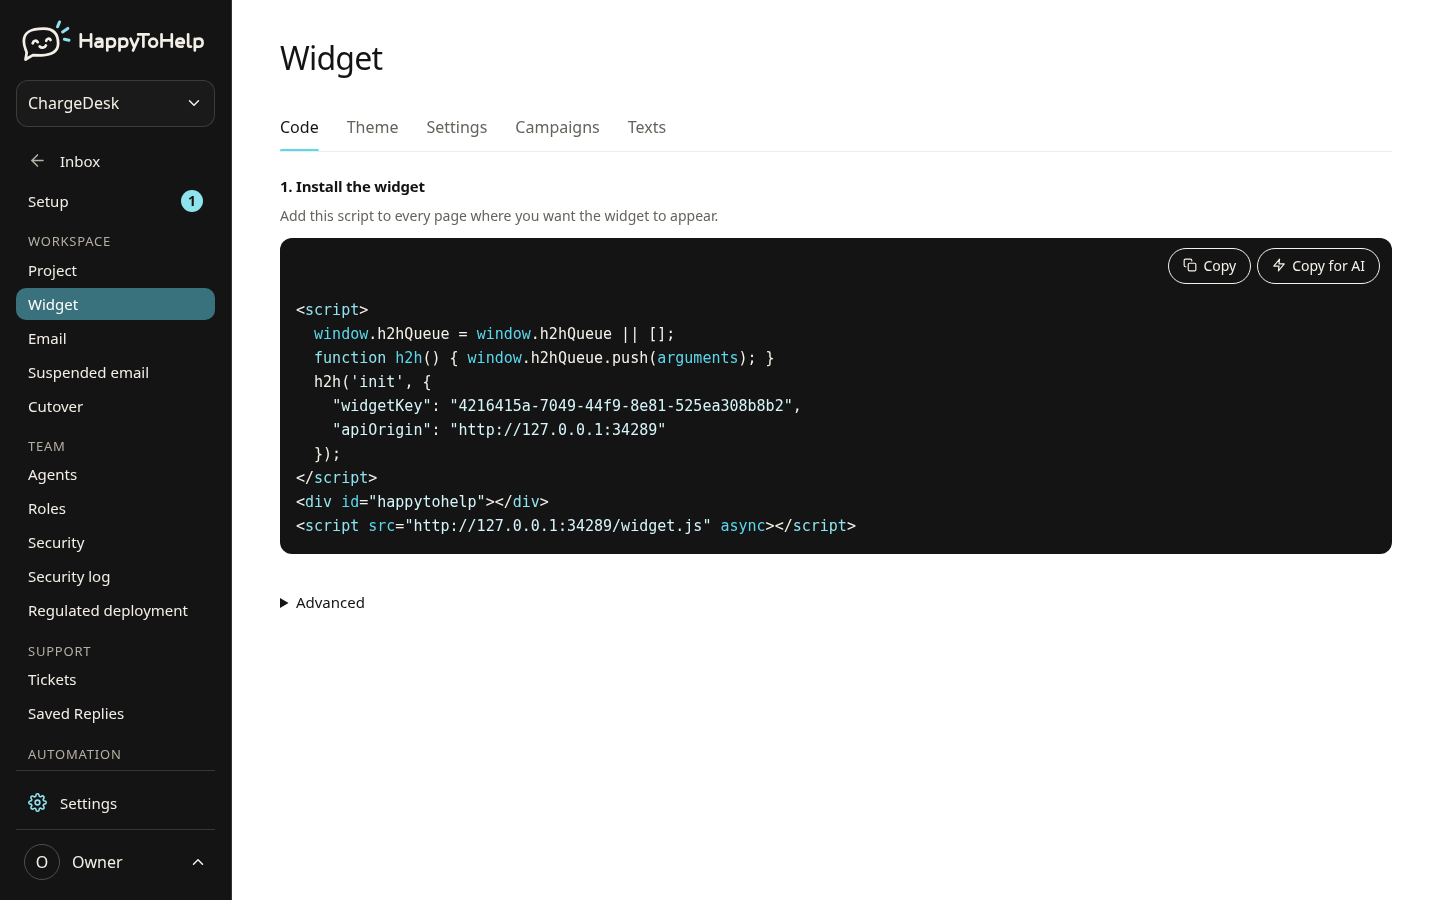 HappyToHelp
ChargeDesk
Inbox
Setup 1
WORKSPACE
Project
Widget
Email
Suspended email
Cutover
TEAM
Agents
Roles
Security
Security log
Regulated deployment
SUPPORT
Tickets
Saved Replies
AUTOMATION
Settings
O Owner
Widget
Code Theme Settings Campaigns Texts
1. Install the widget
Add this script to every page where you want the widget to appear.
Copy Copy for AI
<script>
  window.h2hQueue = window.h2hQueue || [];
  function h2h() { window.h2hQueue.push(arguments); }
  h2h('init', {
    "widgetKey": "4216415a-7049-44f9-8e81-525ea308b8b2",
    "apiOrigin": "http://127.0.0.1:34289"
  });
</script>
<div id="happytohelp"></div>
<script src="http://127.0.0.1:34289/widget.js" async></script>
Advanced